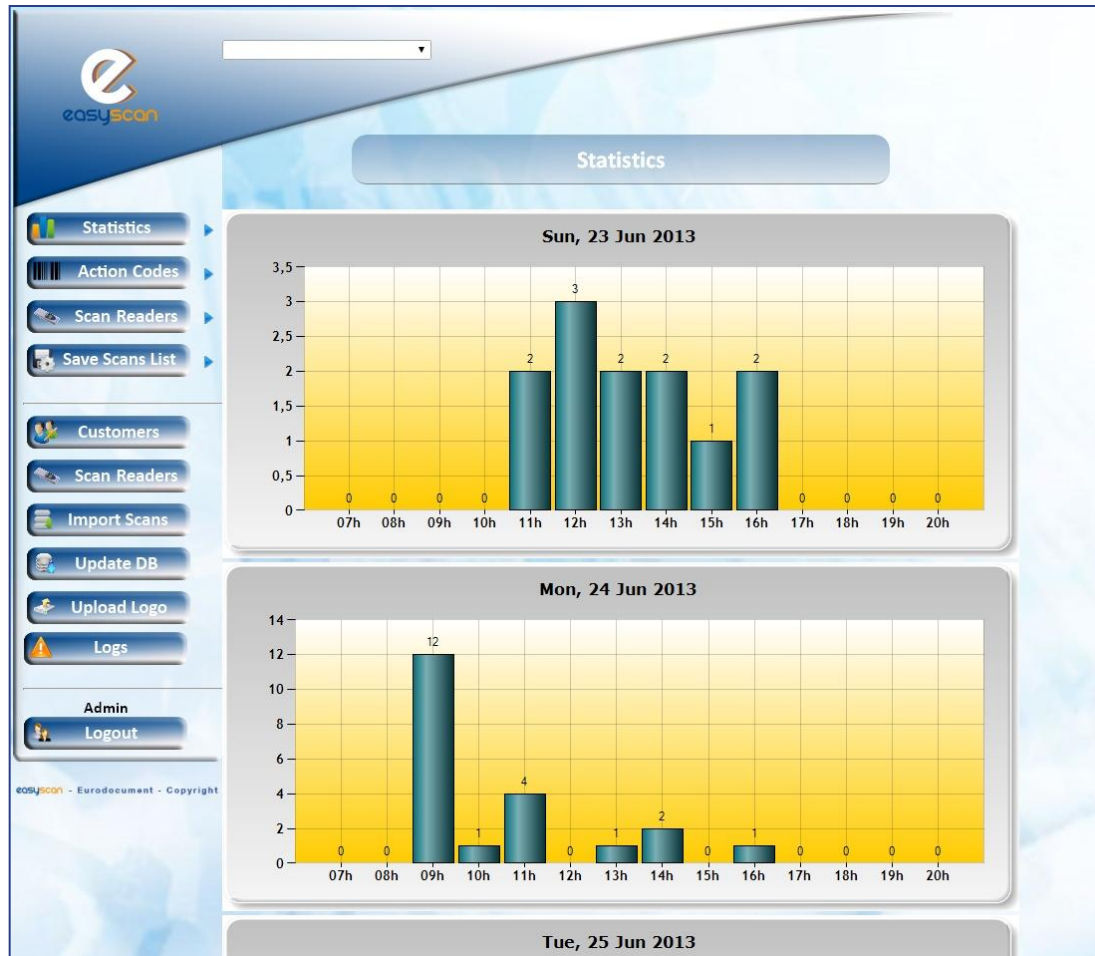 easyscan
Statistics
Statistics
Action Codes
Scan Readers
Save Scans List
Customers
Scan Readers
Import Scans
Update DB
Upload Logo
Logs
Admin
Logout
easyscan - Eurodocument - Copyright
Sun, 23 Jun 2013
3,5
3
2,5
2
1,5
1
0,5
0
0 0 0 0 2 3 2 2 1 2 0 0 0 0
07h 08h 09h 10h 11h 12h 13h 14h 15h 16h 17h 18h 19h 20h
Mon, 24 Jun 2013
14
12
10
8
6
4
2
0
0 0 12 1 4 0 1 2 0 1 0 0 0 0
07h 08h 09h 10h 11h 12h 13h 14h 15h 16h 17h 18h 19h 20h
Tue, 25 Jun 2013